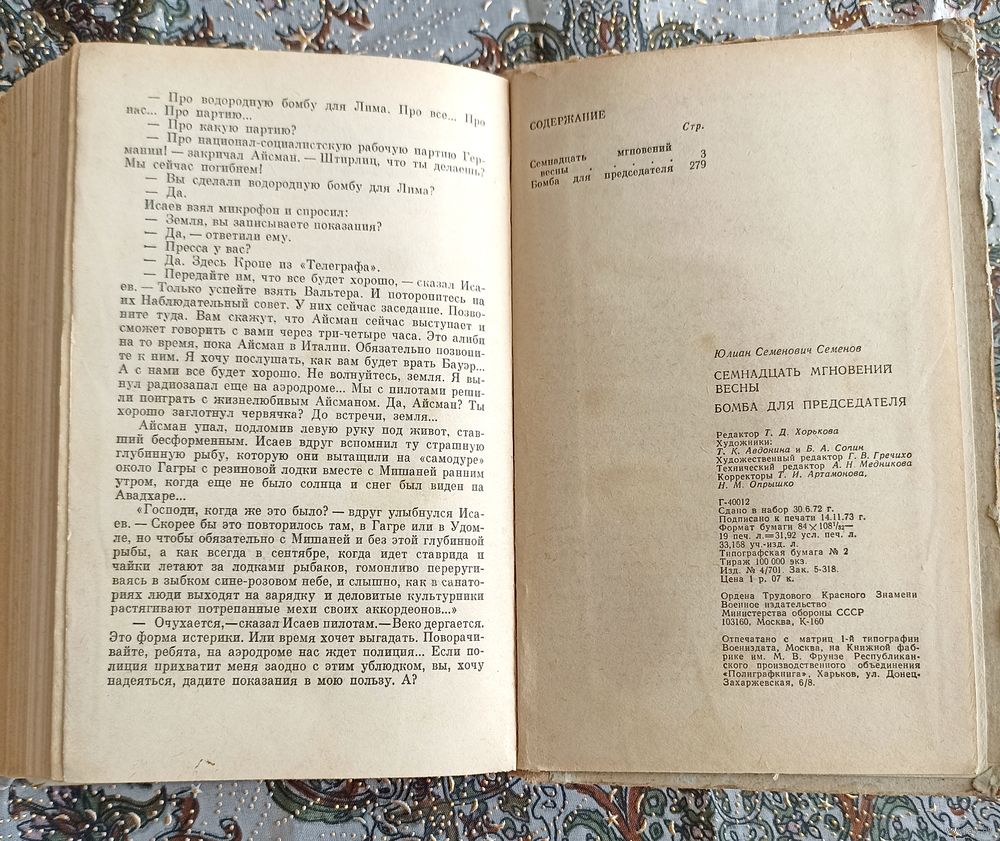 — Про водородную бомбу для Лима. Про все... Про
нас... Про партию...
— Про какую партию?
— Про национал-социалистскую рабочую партию Гер-
мании! — закричал Айсман. — Штирлиц, что ты делаешь?
Мы сейчас погибнем!
— Вы сделали водородную бомбу для Лима?
— Да.
Исаев взял микрофон и спросил:
— Земля, вы записываете показания?
— Да, — ответили ему.
— Пресса у вас?
— Да. Здесь Кроне из «Телеграфа».
— Передайте им, что все будет хорошо, — сказал Иса-
ев. — Только успейте взять Вальтера. И поторопитесь на
их Наблюдательный совет. У них сейчас заседание. Позво-
ните туда. Вам скажут, что Айсман сейчас выступает и
сможет говорить с вами через три-четыре часа. Это алиби
на то время, пока Айсман в Италии. Обязательно позвони-
те к ним. Я хочу послушать, как вам будет врать Бауэр...
А с нами все будет хорошо. Не волнуйтесь, земля. Я вы-
нул радиозапал еще на аэродроме... Мы с пилотами реши-
ли поиграть с жизнелюбивым Айсманом. Да, Айсман? Ты
хорошо заглотнул червячка? До встречи, земля...
Айсман упал, подломив левую руку под живот, став-
ший бесформенным. Исаев вдруг вспомнил ту страшную
глубинную рыбу, которую они вытащили на «самодуре»
около Гагры с резиновой лодки вместе с Мишаней ранним
утром, когда еще не было солнца и снег был виден на
Авадхаре...
«Господи, когда же это было? — вдруг улыбнулся Иса-
ев. — Скорее бы это повторилось там, в Гагре или в Удом-
ле, но чтобы обязательно с Мишаней и без этой глубинной
рыбы, а как всегда в сентябре, когда идет ставрида и
чайки летают за лодками рыбаков, гомонливо переруги-
ваясь в зыбком сине-розовом небе, и слышно, как в санато-
риях люди выходят на зарядку и деловитые культурники
растягивают потрепанные мехи своих аккордеонов...»
— Очухается,—сказал Исаев пилотам.—Веко дергается.
Это форма истерики. Или время хочет выгадать. Поворачи-
вайте, ребята, на аэродроме нас ждет полиция... Если по-
лиция прихватит меня заодно с этим ублюдком, вы, хочу
надеяться, дадите показания в мою пользу. А?
СОДЕРЖАНИЕ
Стр.
Семнадцать мгновений
весны . . . . . 3
Бомба для председателя 279
Юлиан Семенович Семенов
СЕМНАДЦАТЬ МГНОВЕНИЙ
ВЕСНЫ
БОМБА ДЛЯ ПРЕДСЕДАТЕЛЯ
Редактор Т. Д. Хорькова
Художники:
Т. К. Авдонина и Б. А. Сопин
Художественный редактор Г. В. Гречихо
Технический редактор А. Н. Медникова
Корректоры Т. И. Артамонова,
Н. М. Опрышко
Г-40012
Сдано в набор 30.6.72 г.
Подписано к печати 14.11.73 г.
Формат бумаги 84×108¹/₃₂—
19 печ. л.=31,92 усл. печ. л.
33,158 уч.-изд. л.
Типографская бумага № 2
Тираж 100 000 экз.
Изд. № 4/701. Зак. 5-318.
Цена 1 р. 07 к.
Ордена Трудового Красного Знамени
Военное издательство
Министерства обороны СССР
103160, Москва, К-160
Отпечатано с матриц 1-й типографии
Воениздата, Москва, на Книжной фаб-
рике им. М. В. Фрунзе Республикан-
ского производственного объединения
«Полиграфкнига», Харьков, ул. Донец-
Захаржевская, 6/8.